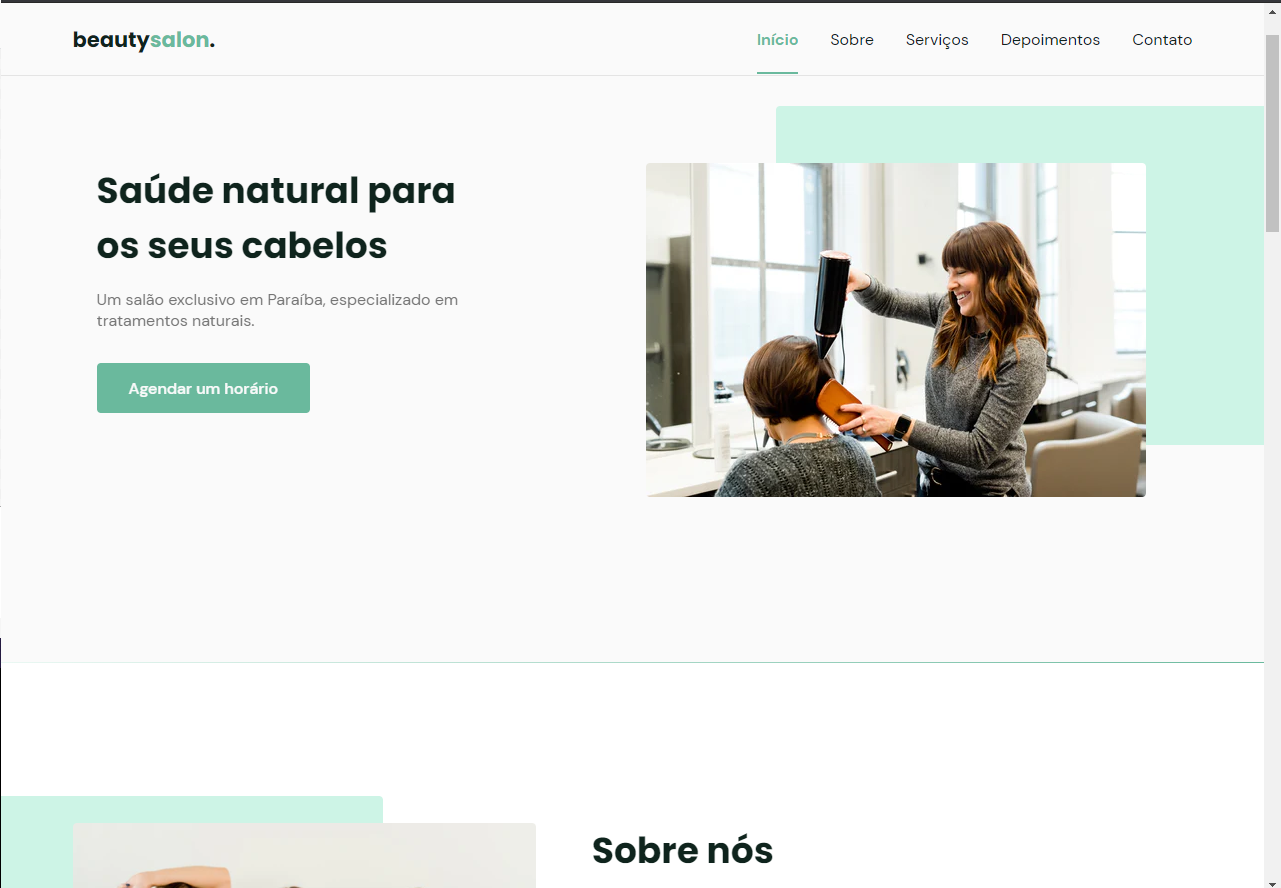 beautysalon.
Início
Sobre
Serviços
Depoimentos
Contato
Saúde natural para
os seus cabelos
Um salão exclusivo em Paraíba, especializado em
tratamentos naturais.
Agendar um horário
Sobre nós